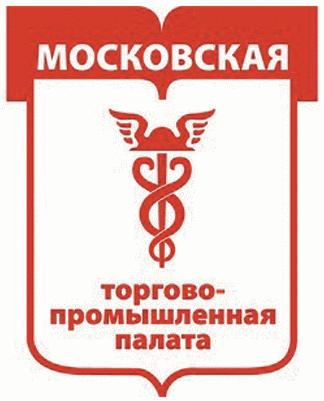 МОСКОВСКАЯ
торгово-
промышленная
палата